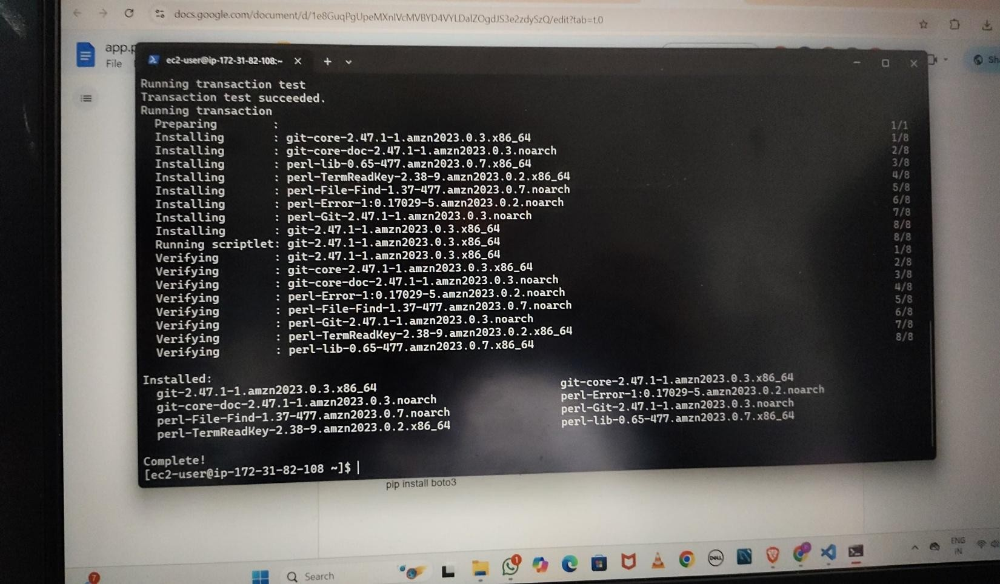 docs.google.com/document/d/1e8GuqPgUpeMXnIVcMVBYD4VYLDalZOgdJS3e2zdySzQ/edit?tab=t.0
app.p
File
Sh
ec2-user@ip-172-31-82-108:~
Running transaction test
Transaction test succeeded.
Running transaction
Preparing : 1/1
Installing : git-core-2.47.1-1.amzn2023.0.3.x86_64 1/8
Installing : git-core-doc-2.47.1-1.amzn2023.0.3.noarch 2/8
Installing : perl-lib-0.65-477.amzn2023.0.7.x86_64 3/8
Installing : perl-TermReadKey-2.38-9.amzn2023.0.2.x86_64 4/8
Installing : perl-File-Find-1.37-477.amzn2023.0.7.noarch 5/8
Installing : perl-Error-1:0.17029-5.amzn2023.0.2.noarch 6/8
Installing : perl-Git-2.47.1-1.amzn2023.0.3.noarch 7/8
Installing : git-2.47.1-1.amzn2023.0.3.x86_64 8/8
Running scriptlet: git-2.47.1-1.amzn2023.0.3.x86_64 8/8
Verifying : git-2.47.1-1.amzn2023.0.3.x86_64 1/8
Verifying : git-core-2.47.1-1.amzn2023.0.3.x86_64 2/8
Verifying : git-core-doc-2.47.1-1.amzn2023.0.3.noarch 3/8
Verifying : perl-Error-1:0.17029-5.amzn2023.0.2.noarch 4/8
Verifying : perl-File-Find-1.37-477.amzn2023.0.7.noarch 5/8
Verifying : perl-Git-2.47.1-1.amzn2023.0.3.noarch 6/8
Verifying : perl-TermReadKey-2.38-9.amzn2023.0.2.x86_64 7/8
Verifying : perl-lib-0.65-477.amzn2023.0.7.x86_64 8/8
Installed:
git-2.47.1-1.amzn2023.0.3.x86_64 git-core-2.47.1-1.amzn2023.0.3.x86_64
git-core-doc-2.47.1-1.amzn2023.0.3.noarch perl-Error-1:0.17029-5.amzn2023.0.2.noarch
perl-File-Find-1.37-477.amzn2023.0.7.noarch perl-Git-2.47.1-1.amzn2023.0.3.noarch
perl-TermReadKey-2.38-9.amzn2023.0.2.x86_64 perl-lib-0.65-477.amzn2023.0.7.x86_64
Complete!
[ec2-user@ip-172-31-82-108 ~]$
pip install boto3
7
Search
1
DELL
ENG
IN